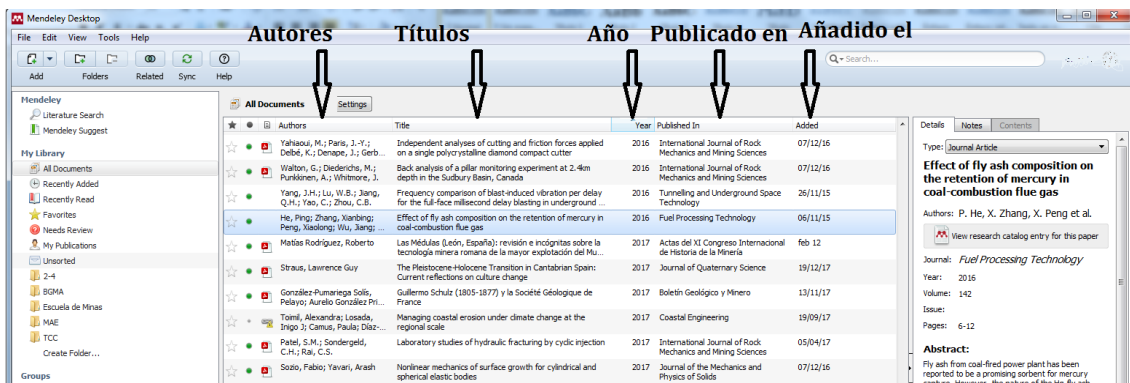 Mendeley Desktop
File Edit View Tools Help
Autores Títulos Año Publicado en Añadido el
Search...
Add Folders Related Sync Help
Mendeley
Literature Search
Mendeley Suggest
My Library
All Documents
Recently Added
Recently Read
Favorites
Needs Review
My Publications
Unsorted
2-4
BGMA
Escuela de Minas
MAE
TCC
Create Folder...
Groups
All Documents Settings
Authors Title Year Published In Added
Yahiaoui, M.; Paris, J.-Y.; Independent analyses of cutting and friction forces applied 2016 International Journal of Rock 07/12/16
Delbé, K.; Denape, J.; Gerb... on a single polycrystalline diamond compact cutter Mechanics and Mining Sciences
Walton, G.; Diederichs, M.; Back analysis of a pillar monitoring experiment at 2.4km 2016 International Journal of Rock 07/12/16
Punkkinen, A.; Whitmore, J. depth in the Sudbury Basin, Canada Mechanics and Mining Sciences
Yang, J.H.; Lu, W.B.; Jiang, Frequency comparison of blast-induced vibration per delay 2016 Tunnelling and Underground Space 26/11/15
Q.H.; Yao, C.; Zhou, C.B. for the full-face millisecond delay blasting in underground ... Technology
He, Ping; Zhang, Xianbing; Effect of fly ash composition on the retention of mercury in 2016 Fuel Processing Technology 06/11/15
Peng, Xiaolong; Wu, Jiang; ... coal-combustion flue gas
Matías Rodríguez, Roberto Las Médulas (León, España): revisión e incógnitas sobre la 2017 Actas del XI Congreso Internacional feb 12
tecnología minera romana de la mayor explotación del Mu... de Historia de la Minería
Straus, Lawrence Guy The Pleistocene-Holocene Transition in Cantabrian Spain: 2017 Journal of Quaternary Science 19/12/17
Current reflections on culture change
González-Pumariega Solís, Guillermo Schulz (1805-1877) y la Société Géologique de 2017 Boletín Geológico y Minero 13/11/17
Pelayo; Aurelio González Pri... France
Toimil, Alexandra; Losada, Managing coastal erosion under climate change at the 2017 Coastal Engineering 19/09/17
Inigo J; Camus, Paula; Díaz-... regional scale
Patel, S.M.; Sondergeld, Laboratory studies of hydraulic fracturing by cyclic injection 2017 International Journal of Rock 05/04/17
C.H.; Rai, C.S. Mechanics and Mining Sciences
Sozio, Fabio; Yavari, Arash Nonlinear mechanics of surface growth for cylindrical and 2017 Journal of the Mechanics and 07/12/16
spherical elastic bodies Physics of Solids
Details Notes Contents
Type: Journal Article
Effect of fly ash composition on
the retention of mercury in
coal-combustion flue gas
Authors: P. He, X. Zhang, X. Peng et al.
View research catalog entry for this paper
Journal: Fuel Processing Technology
Year: 2016
Volume: 142
Issue:
Pages: 6-12
Abstract:
Fly ash from coal-fired power plant has been
reported to be a promising sorbent for mercury